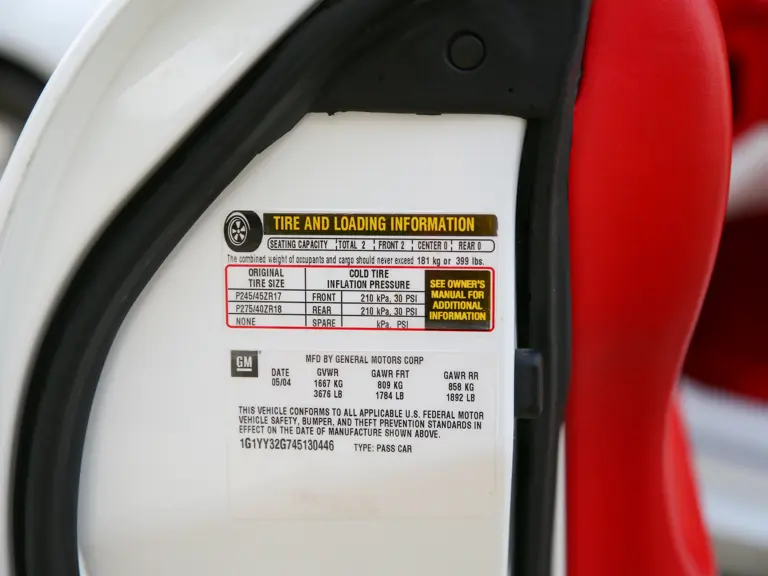 TIRE AND LOADING INFORMATION
SEATING CAPACITY TOTAL 2 FRONT 2 CENTER 0 REAR 0
The combined weight of occupants and cargo should never exceed 181 kg or 399 lbs.
ORIGINAL TIRE SIZE COLD TIRE INFLATION PRESSURE
P245/45ZR17 FRONT 210 kPa, 30 PSI
P275/40ZR18 REAR 210 kPa, 30 PSI
NONE SPARE kPa, PSI
SEE OWNER'S
MANUAL FOR
ADDITIONAL
INFORMATION
GM
MFD BY GENERAL MOTORS CORP
DATE GVWR GAWR FRT GAWR RR
05/04 1667 KG 809 KG 858 KG
3676 LB 1784 LB 1892 LB
THIS VEHICLE CONFORMS TO ALL APPLICABLE U.S. FEDERAL MOTOR
VEHICLE SAFETY, BUMPER, AND THEFT PREVENTION STANDARDS IN
EFFECT ON THE DATE OF MANUFACTURE SHOWN ABOVE.
1G1YY32G745130446 TYPE: PASS CAR